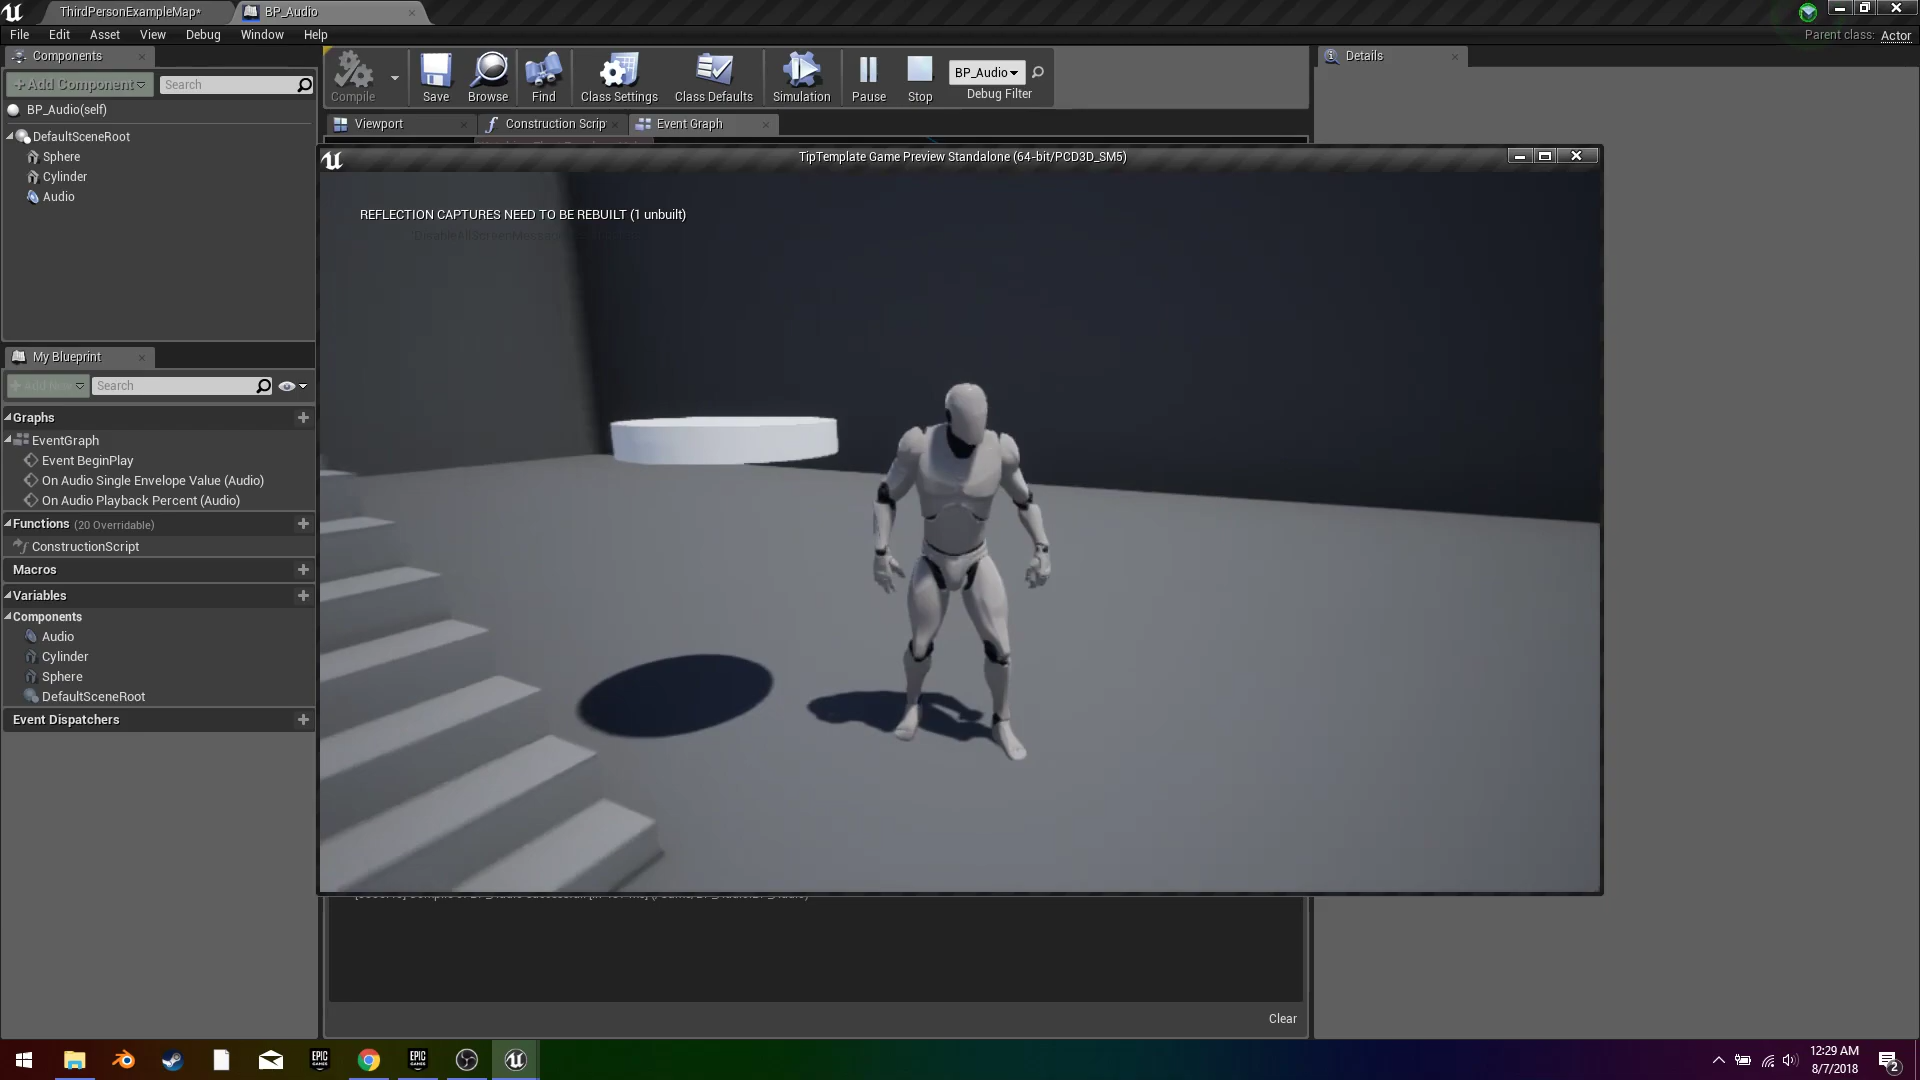 ThirdPersonExampleMap*
BP_Audio
File Edit Asset View Debug Window Help
Parent class: Actor
Components
Add Component
Search
BP_Audio(self)
DefaultSceneRoot
Sphere
Cylinder
Audio
Compile
Save
Browse
Find
Class Settings
Class Defaults
Simulation
Pause
Stop
BP_Audio
Debug Filter
Details
Viewport
Construction Scrip
Event Graph
TipTemplate Game Preview Standalone (64-bit/PCD3D_SM5)
REFLECTION CAPTURES NEED TO BE REBUILT (1 unbuilt)
My Blueprint
Search
Graphs
EventGraph
Event BeginPlay
On Audio Single Envelope Value (Audio)
On Audio Playback Percent (Audio)
Functions (20 Overridable)
ConstructionScript
Macros
Variables
Components
Audio
Cylinder
Sphere
DefaultSceneRoot
Event Dispatchers
Clear
EPIC GAMES
EPIC GAMES
12:29 AM
8/7/2018
2